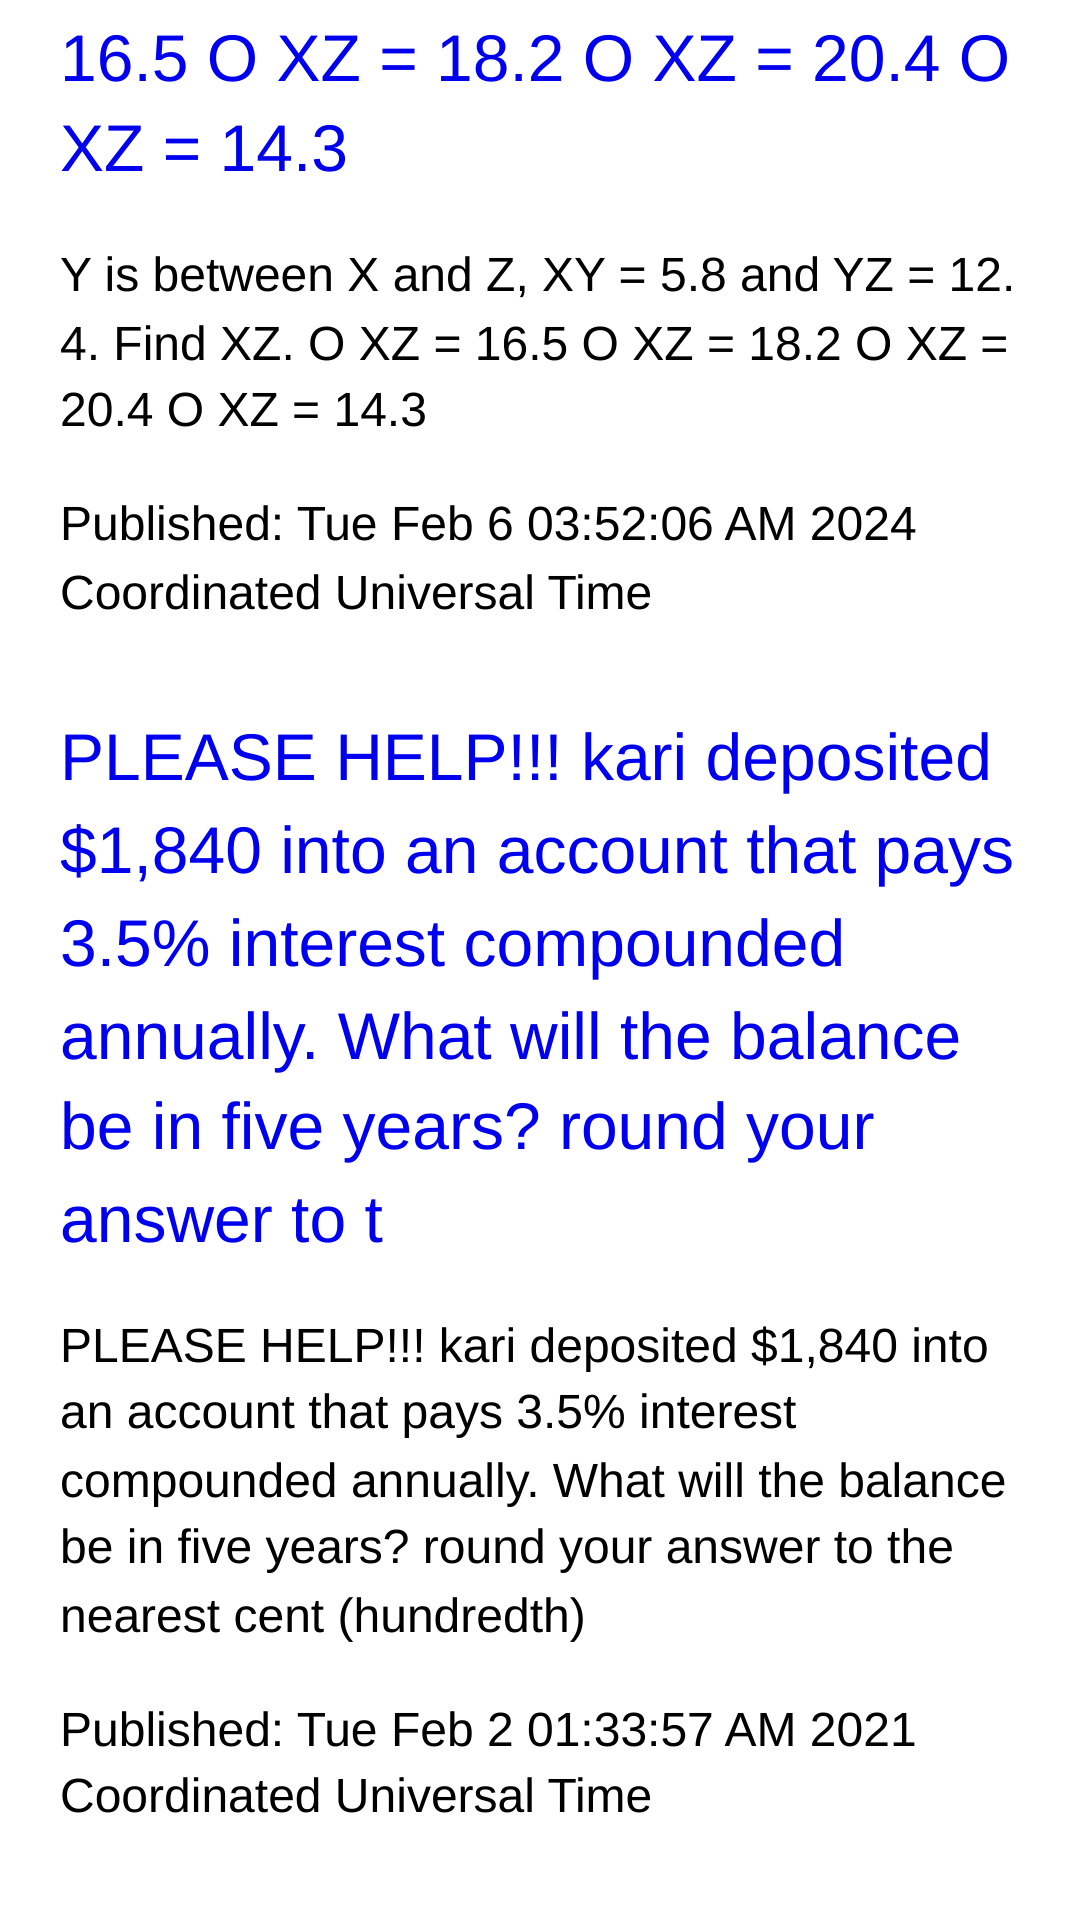 16.5 O XZ = 18.2 O XZ = 20.4 O
XZ = 14.3
Y is between X and Z, XY = 5.8 and YZ = 12.
4. Find XZ. O XZ = 16.5 O XZ = 18.2 O XZ =
20.4 O XZ = 14.3
Published: Tue Feb 6 03:52:06 AM 2024
Coordinated Universal Time
PLEASE HELP!!! kari deposited
$1,840 into an account that pays
3.5% interest compounded
annually. What will the balance
be in five years? round your
answer to t
PLEASE HELP!!! kari deposited $1,840 into
an account that pays 3.5% interest
compounded annually. What will the balance
be in five years? round your answer to the
nearest cent (hundredth)
Published: Tue Feb 2 01:33:57 AM 2021
Coordinated Universal Time